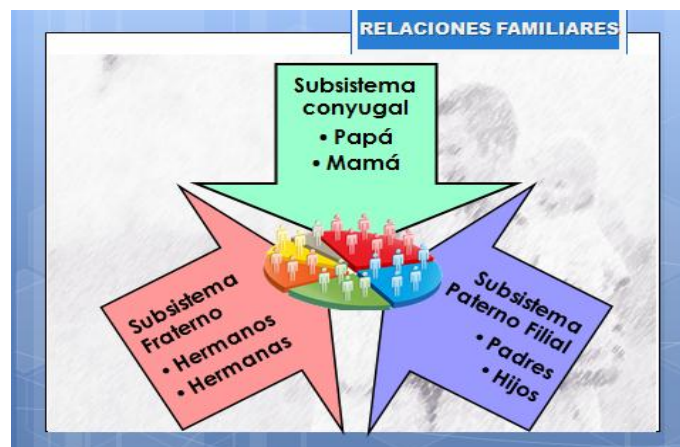 RELACIONES FAMILIARES
Subsistema
conyugal
• Papá
• Mamá
Subsistema
Fraterno
• Hermanos
• Hermanas
Subsistema
Paterno Filial
• Padres
• Hijos